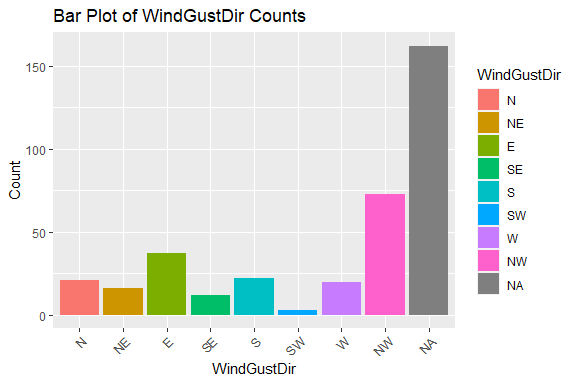 Bar Plot of WindGustDir Counts
Count
150
100
50
0
N
NE
E
SE
S
SW
W
NW
NA
WindGustDir
WindGustDir
N
NE
E
SE
S
SW
W
NW
NA